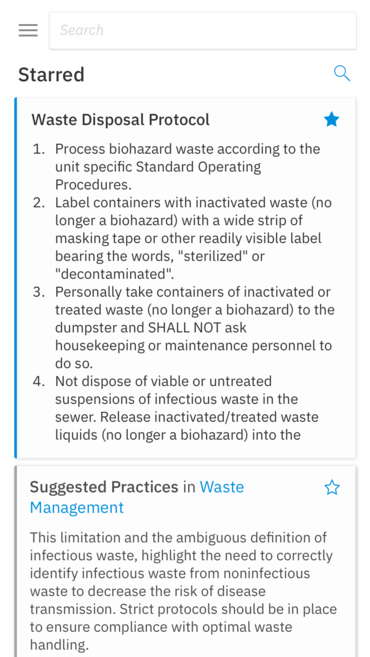 Search
Starred
Waste Disposal Protocol
1. Process biohazard waste according to the
unit specific Standard Operating
Procedures.
2. Label containers with inactivated waste (no
longer a biohazard) with a wide strip of
masking tape or other readily visible label
bearing the words, "sterilized" or
"decontaminated".
3. Personally take containers of inactivated or
treated waste (no longer a biohazard) to the
dumpster and SHALL NOT ask
housekeeping or maintenance personnel to
do so.
4. Not dispose of viable or untreated
suspensions of infectious waste in the
sewer. Release inactivated/treated waste
liquids (no longer a biohazard) into the
Suggested Practices in Waste
Management
This limitation and the ambiguous definition of
infectious waste, highlight the need to correctly
identify infectious waste from noninfectious
waste to decrease the risk of disease
transmission. Strict protocols should be in place
to ensure compliance with optimal waste
handling.